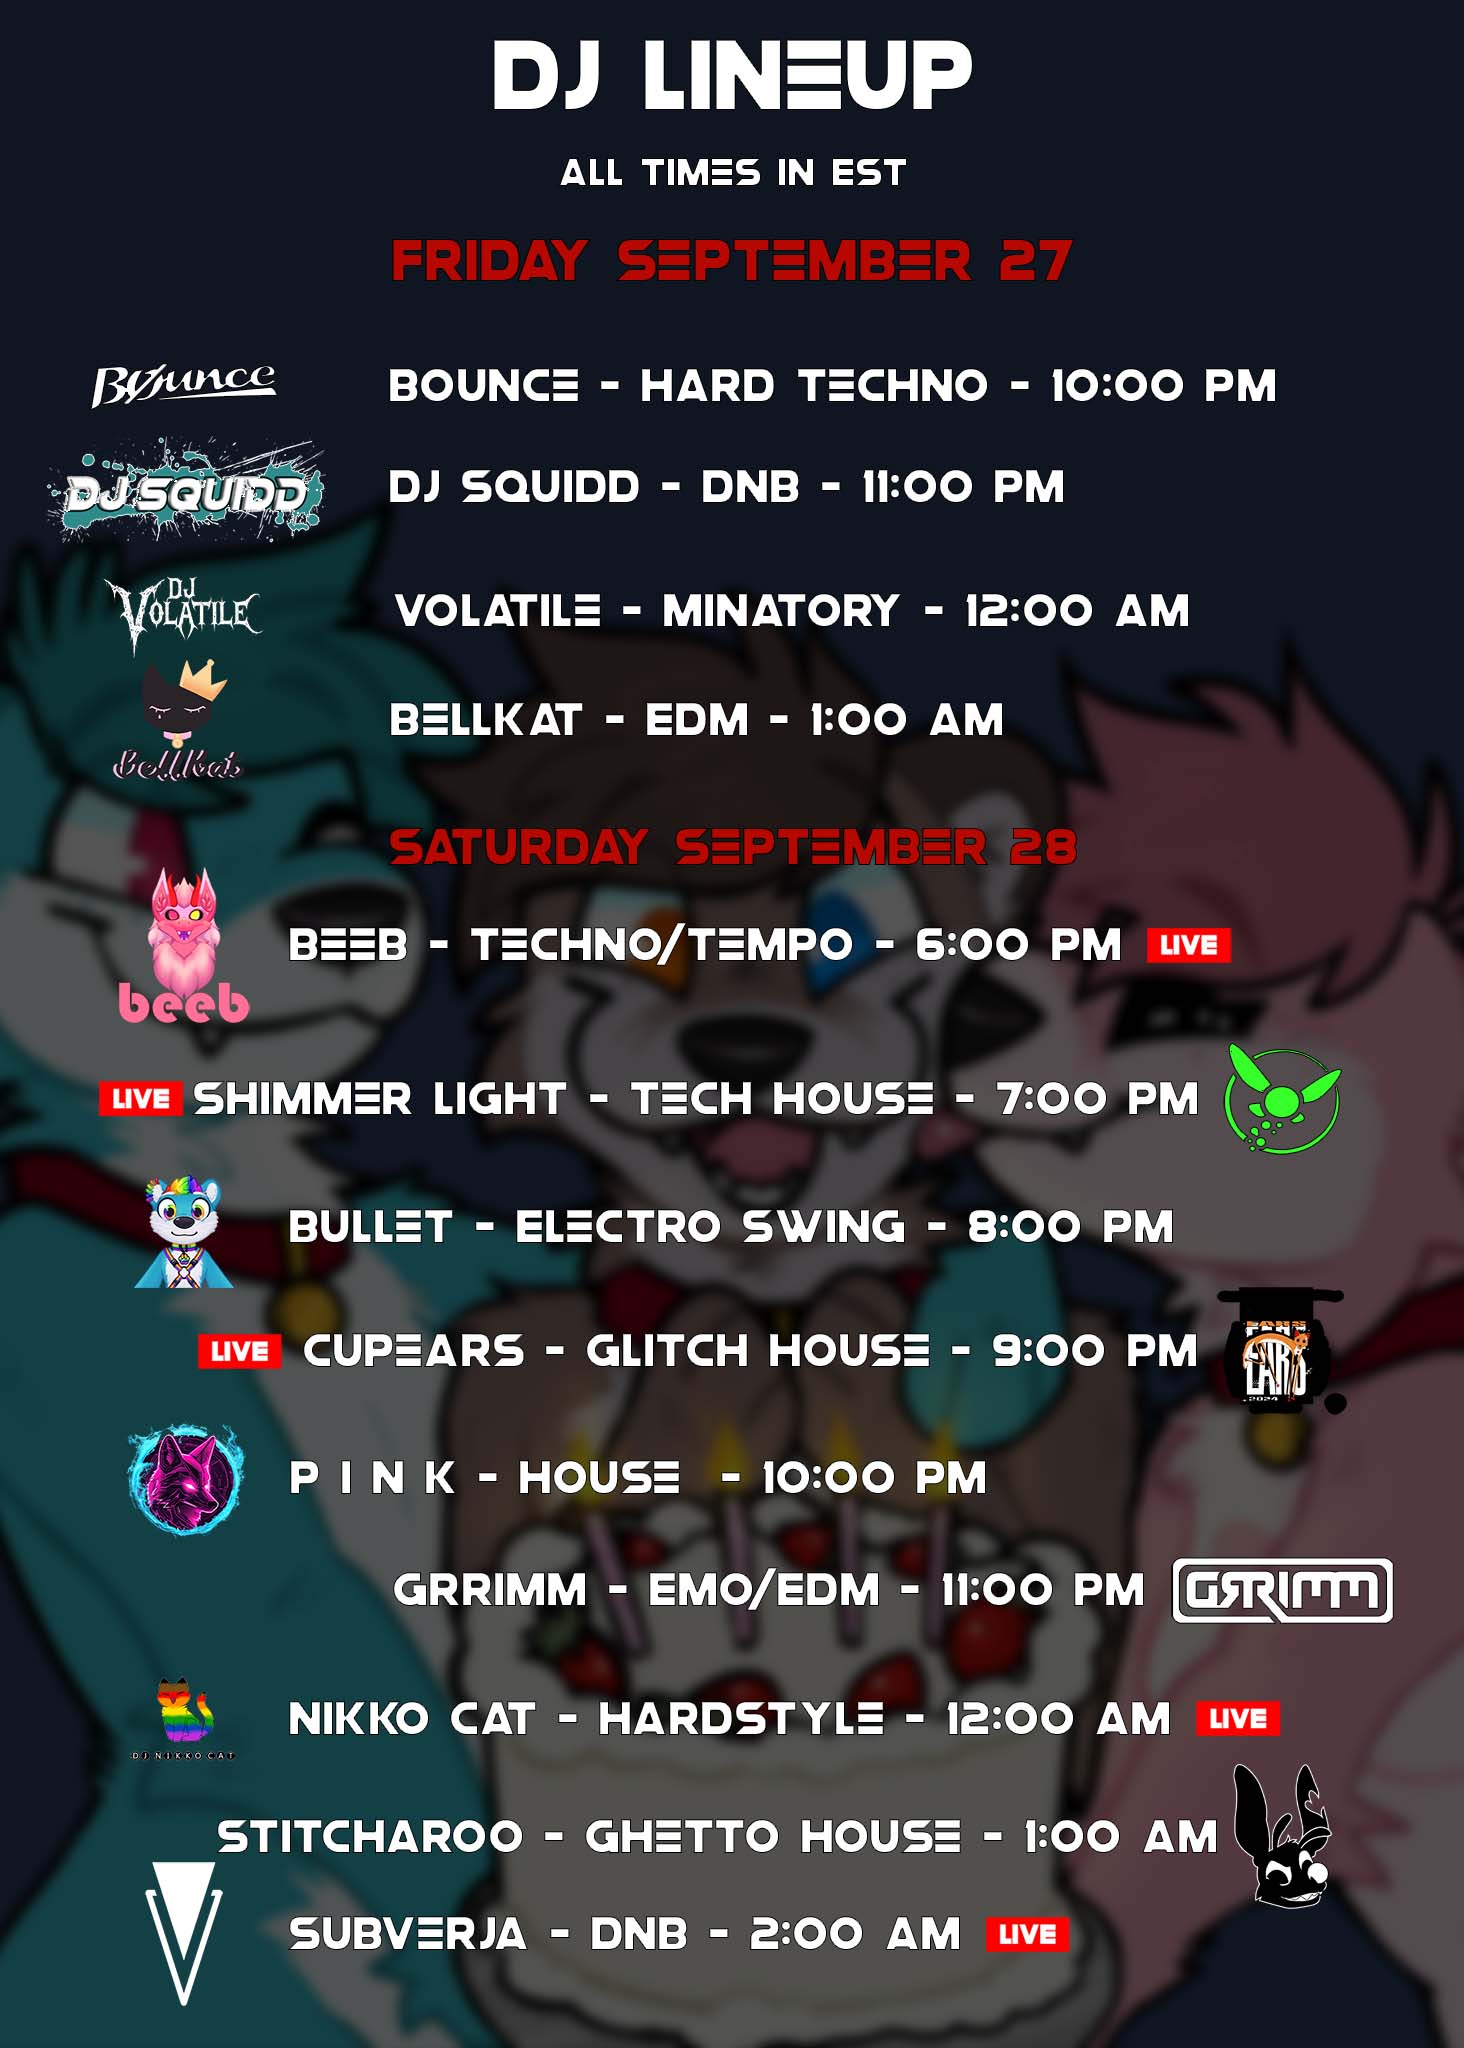 DJ LINEUP
ALL TIMES IN EST
FRIDAY SEPTEMBER 27
Bounce
BOUNCE - HARD TECHNO - 10:00 PM
DJ SQUIDD
DJ SQUIDD - DNB - 11:00 PM
DJ VOLATILE
VOLATILE - MINATORY - 12:00 AM
BELLKAT - EDM - 1:00 AM
Bellkat
SATURDAY SEPTEMBER 28
BEEB - TECHNO/TEMPO - 6:00 PM LIVE
beeb
LIVE SHIMMER LIGHT - TECH HOUSE - 7:00 PM
BULLET - ELECTRO SWING - 8:00 PM
LIVE CUPEARS - GLITCH HOUSE - 9:00 PM
2024
P I N K - HOUSE - 10:00 PM
GRRIMM - EMO/EDM - 11:00 PM GRRIMM
NIKKO CAT - HARDSTYLE - 12:00 AM LIVE
DJ NIKKO CAT
STITCHAROO - GHETTO HOUSE - 1:00 AM
SUBVERJA - DNB - 2:00 AM LIVE